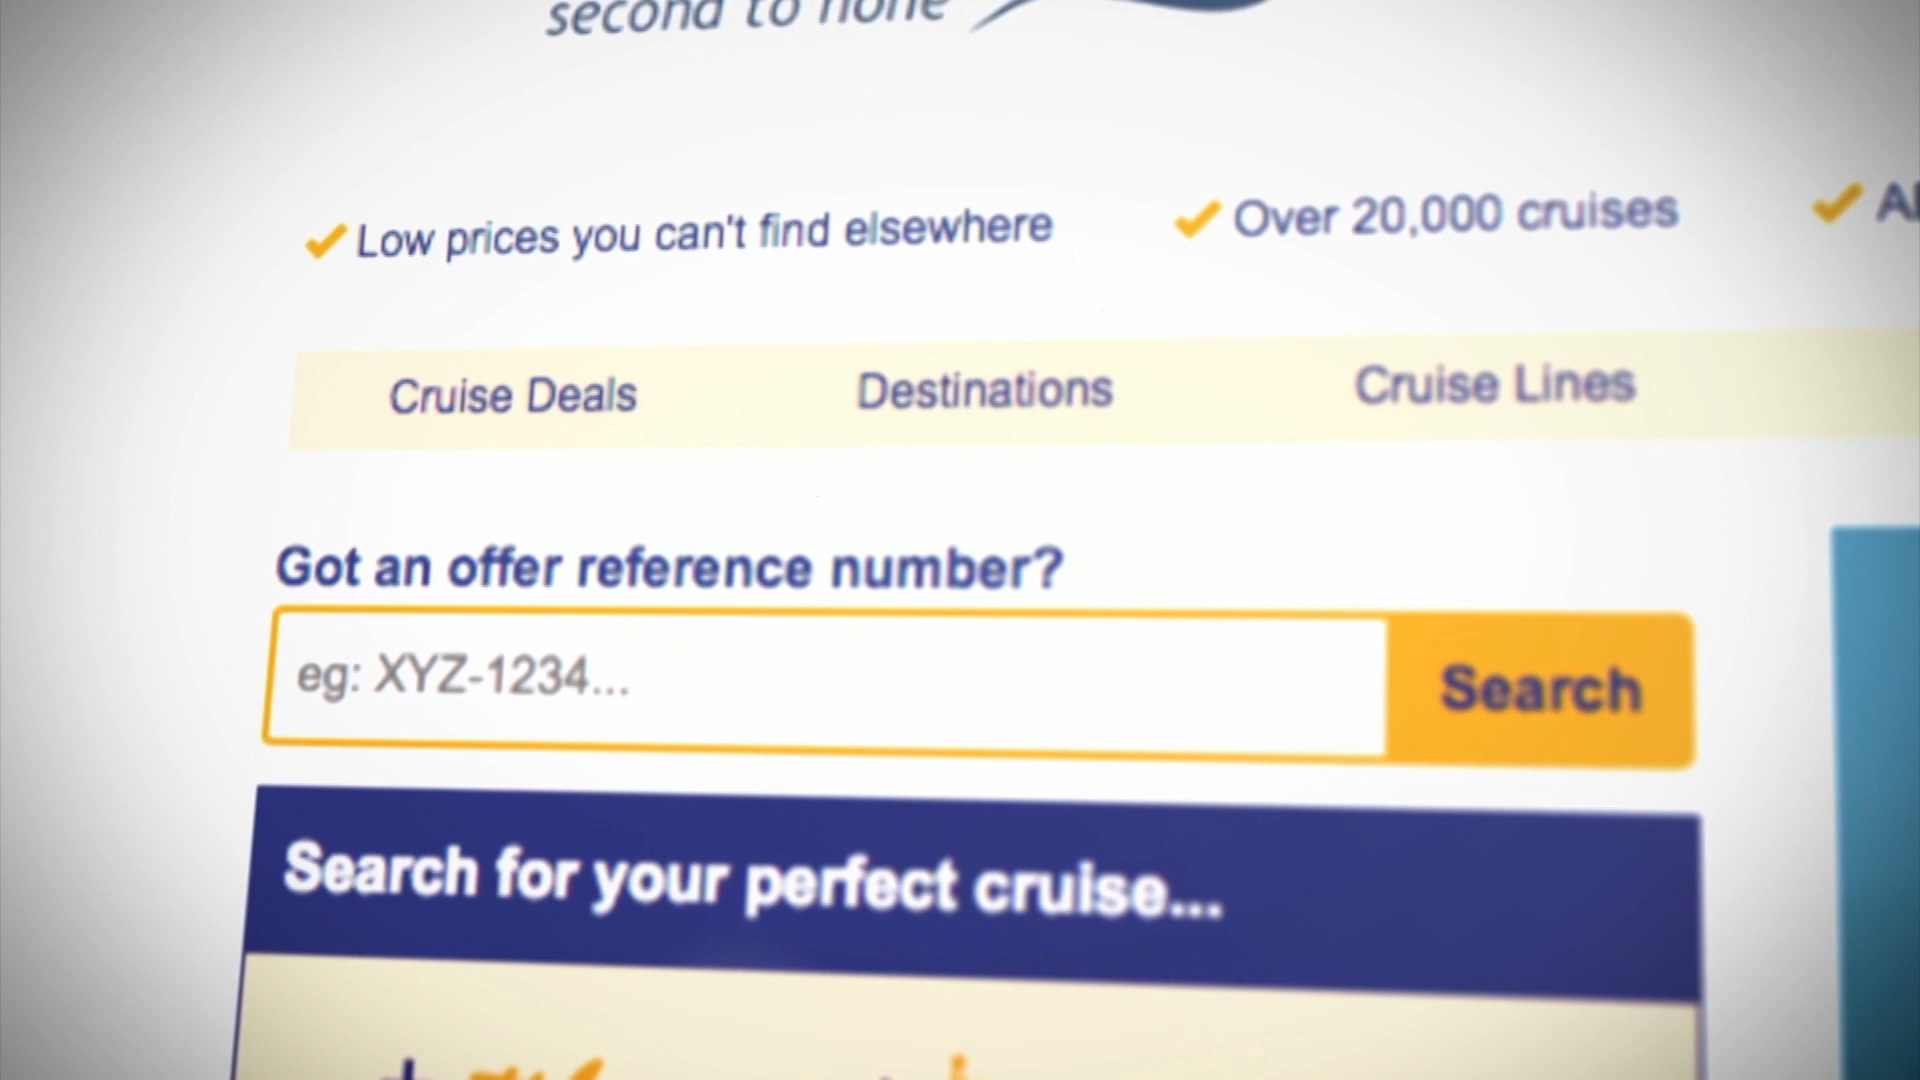 second to none
Low prices you can't find elsewhere
Over 20,000 cruises
Cruise Deals
Destinations
Cruise Lines
Got an offer reference number?
eg: XYZ-1234...
Search
Search for your perfect cruise...